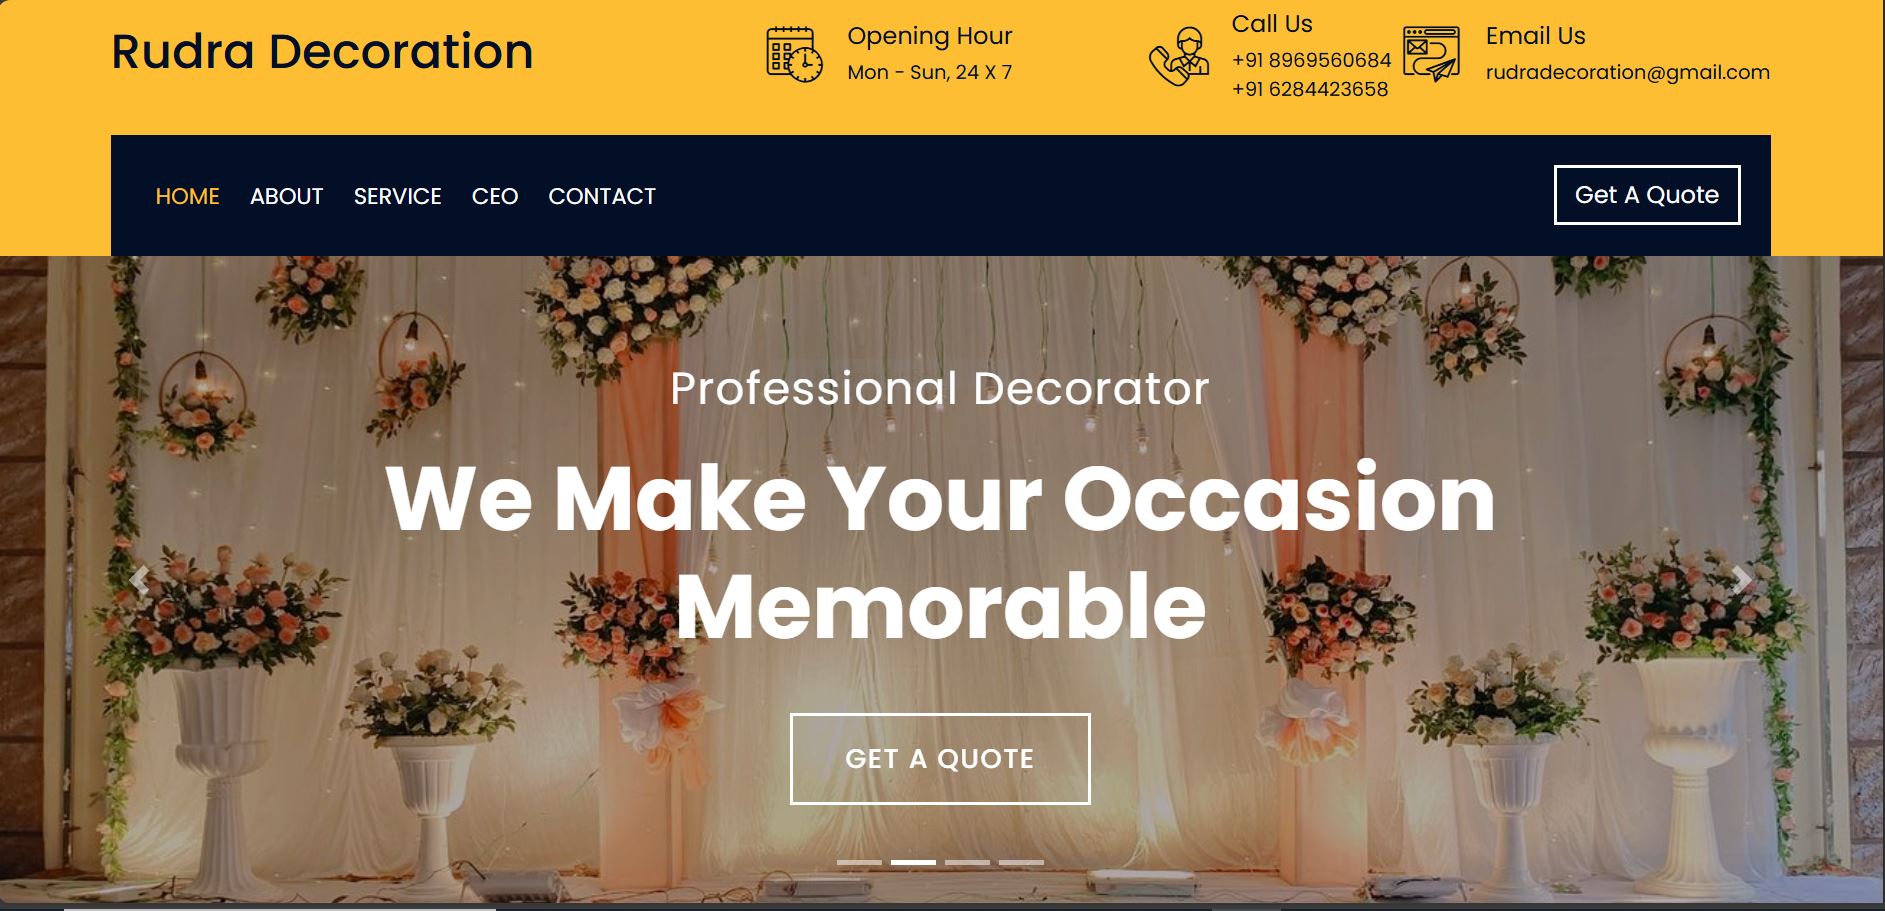 Rudra Decoration
Opening Hour
Mon - Sun, 24 X 7
Call Us
+91 8969560684
+91 6284423658
Email Us
rudradecoration@gmail.com
HOME ABOUT SERVICE CEO CONTACT
Get A Quote
Professional Decorator
We Make Your Occasion
Memorable
GET A QUOTE